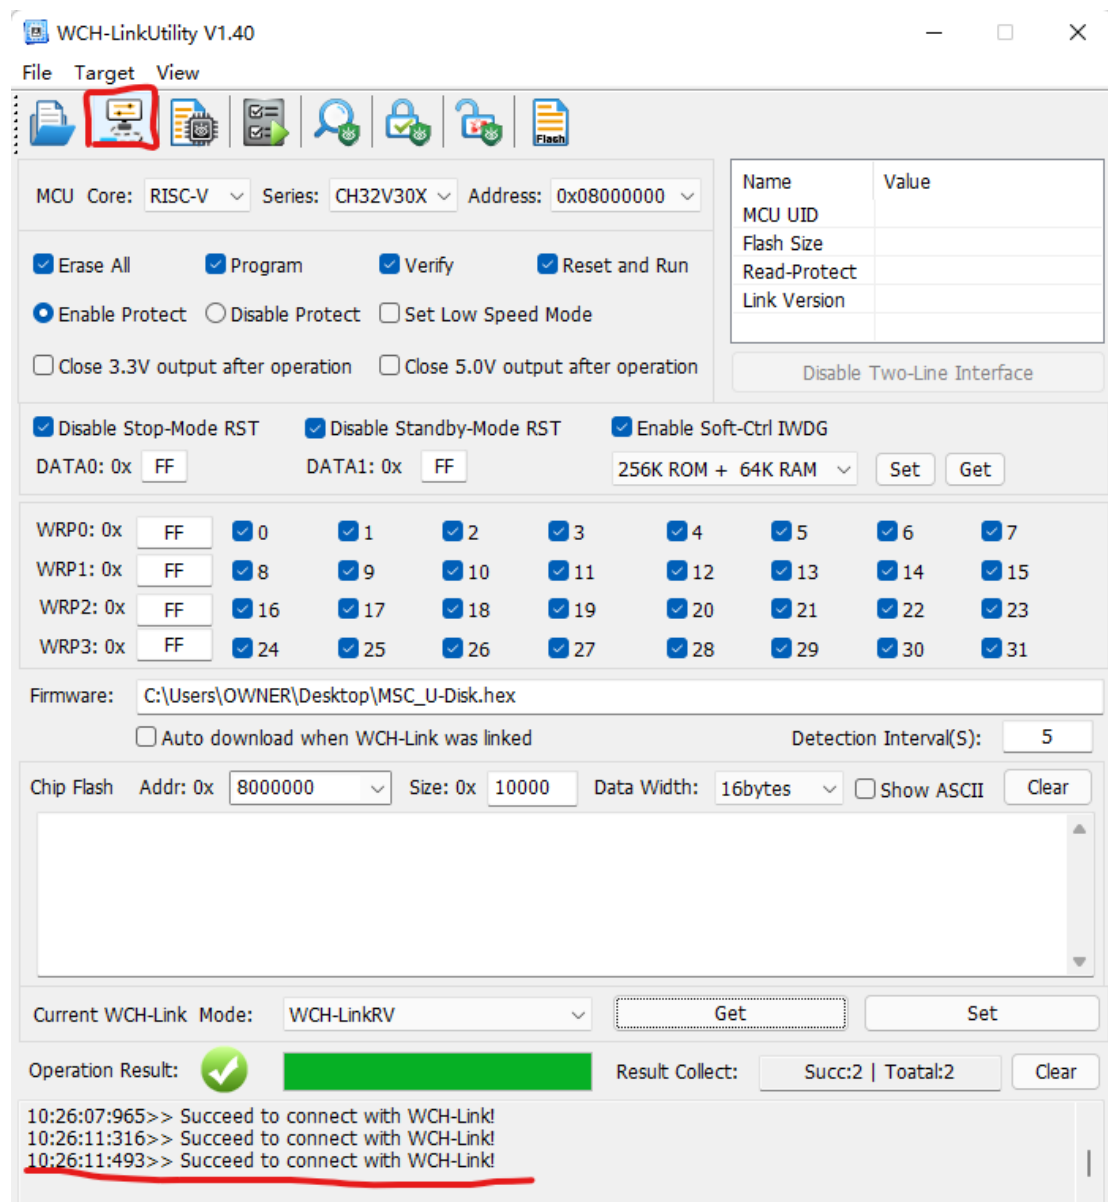 WCH-LinkUtility V1.40
File Target View
Flash
MCU Core: RISC-V Series: CH32V30X Address: 0x08000000
Name Value
MCU UID
Flash Size
Read-Protect
Link Version
Erase All Program Verify Reset and Run
Enable Protect Disable Protect Set Low Speed Mode
Close 3.3V output after operation Close 5.0V output after operation
Disable Two-Line Interface
Disable Stop-Mode RST Disable Standby-Mode RST Enable Soft-Ctrl IWDG
DATA0: 0x FF DATA1: 0x FF 256K ROM + 64K RAM Set Get
WRP0: 0x FF 0 1 2 3 4 5 6 7
WRP1: 0x FF 8 9 10 11 12 13 14 15
WRP2: 0x FF 16 17 18 19 20 21 22 23
WRP3: 0x FF 24 25 26 27 28 29 30 31
Firmware: C:\Users\OWNER\Desktop\MSC_U-Disk.hex
Auto download when WCH-Link was linked Detection Interval(S): 5
Chip Flash Addr: 0x 8000000 Size: 0x 10000 Data Width: 16bytes Show ASCII Clear
Current WCH-Link Mode: WCH-LinkRV Get Set
Operation Result: Result Collect: Succ:2 | Toatal:2 Clear
10:26:07:965>> Succeed to connect with WCH-Link!
10:26:11:316>> Succeed to connect with WCH-Link!
10:26:11:493>> Succeed to connect with WCH-Link!